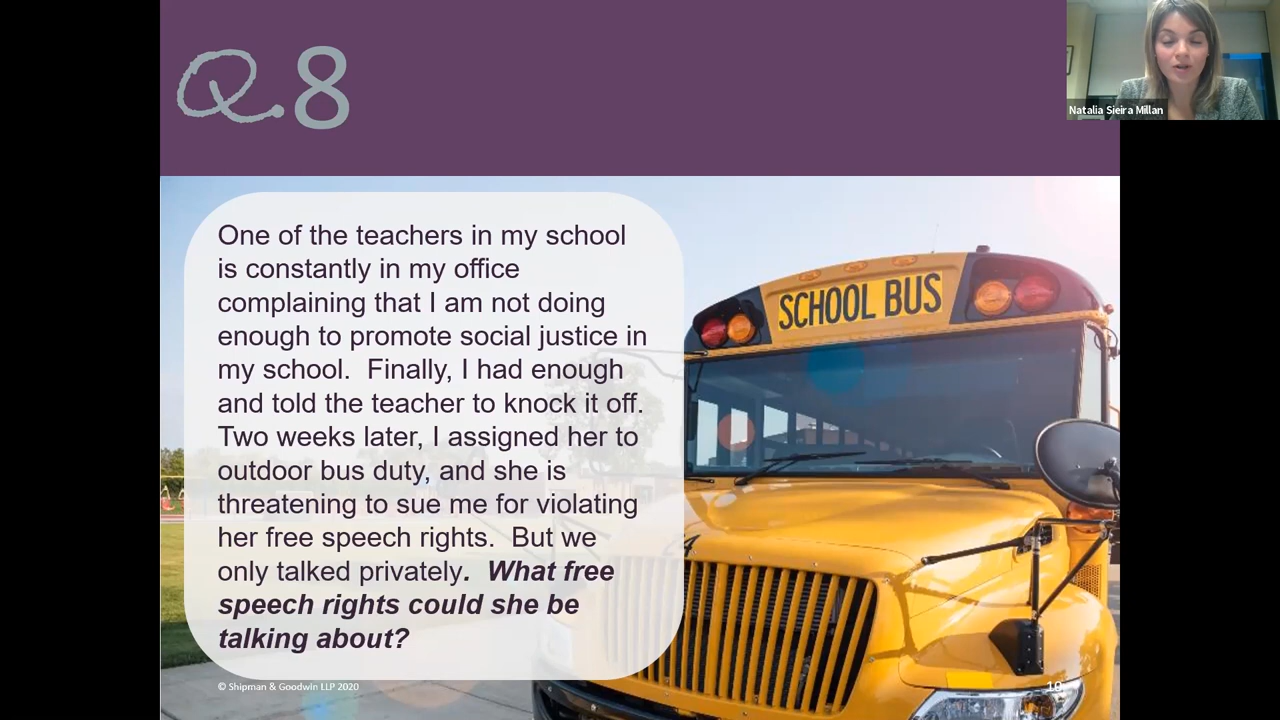 Q.8
Natalia Sieira Millan
SCHOOL BUS
One of the teachers in my school
is constantly in my office
complaining that I am not doing
enough to promote social justice in
my school.  Finally, I had enough
and told the teacher to knock it off.
Two weeks later, I assigned her to
outdoor bus duty, and she is
threatening to sue me for violating
her free speech rights.  But we
only talked privately.  What free
speech rights could she be
talking about?
4
© Shipman & Goodwin LLP 2020
10